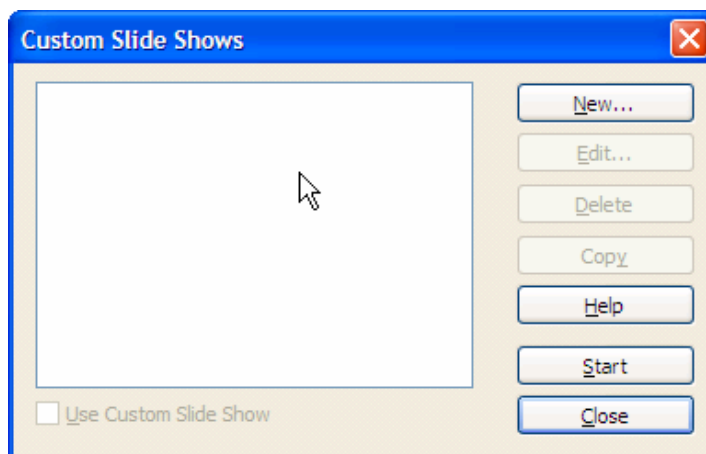 Custom Slide Shows
New...
Edit...
Delete
Copy
Help
Start
Use Custom Slide Show
Close